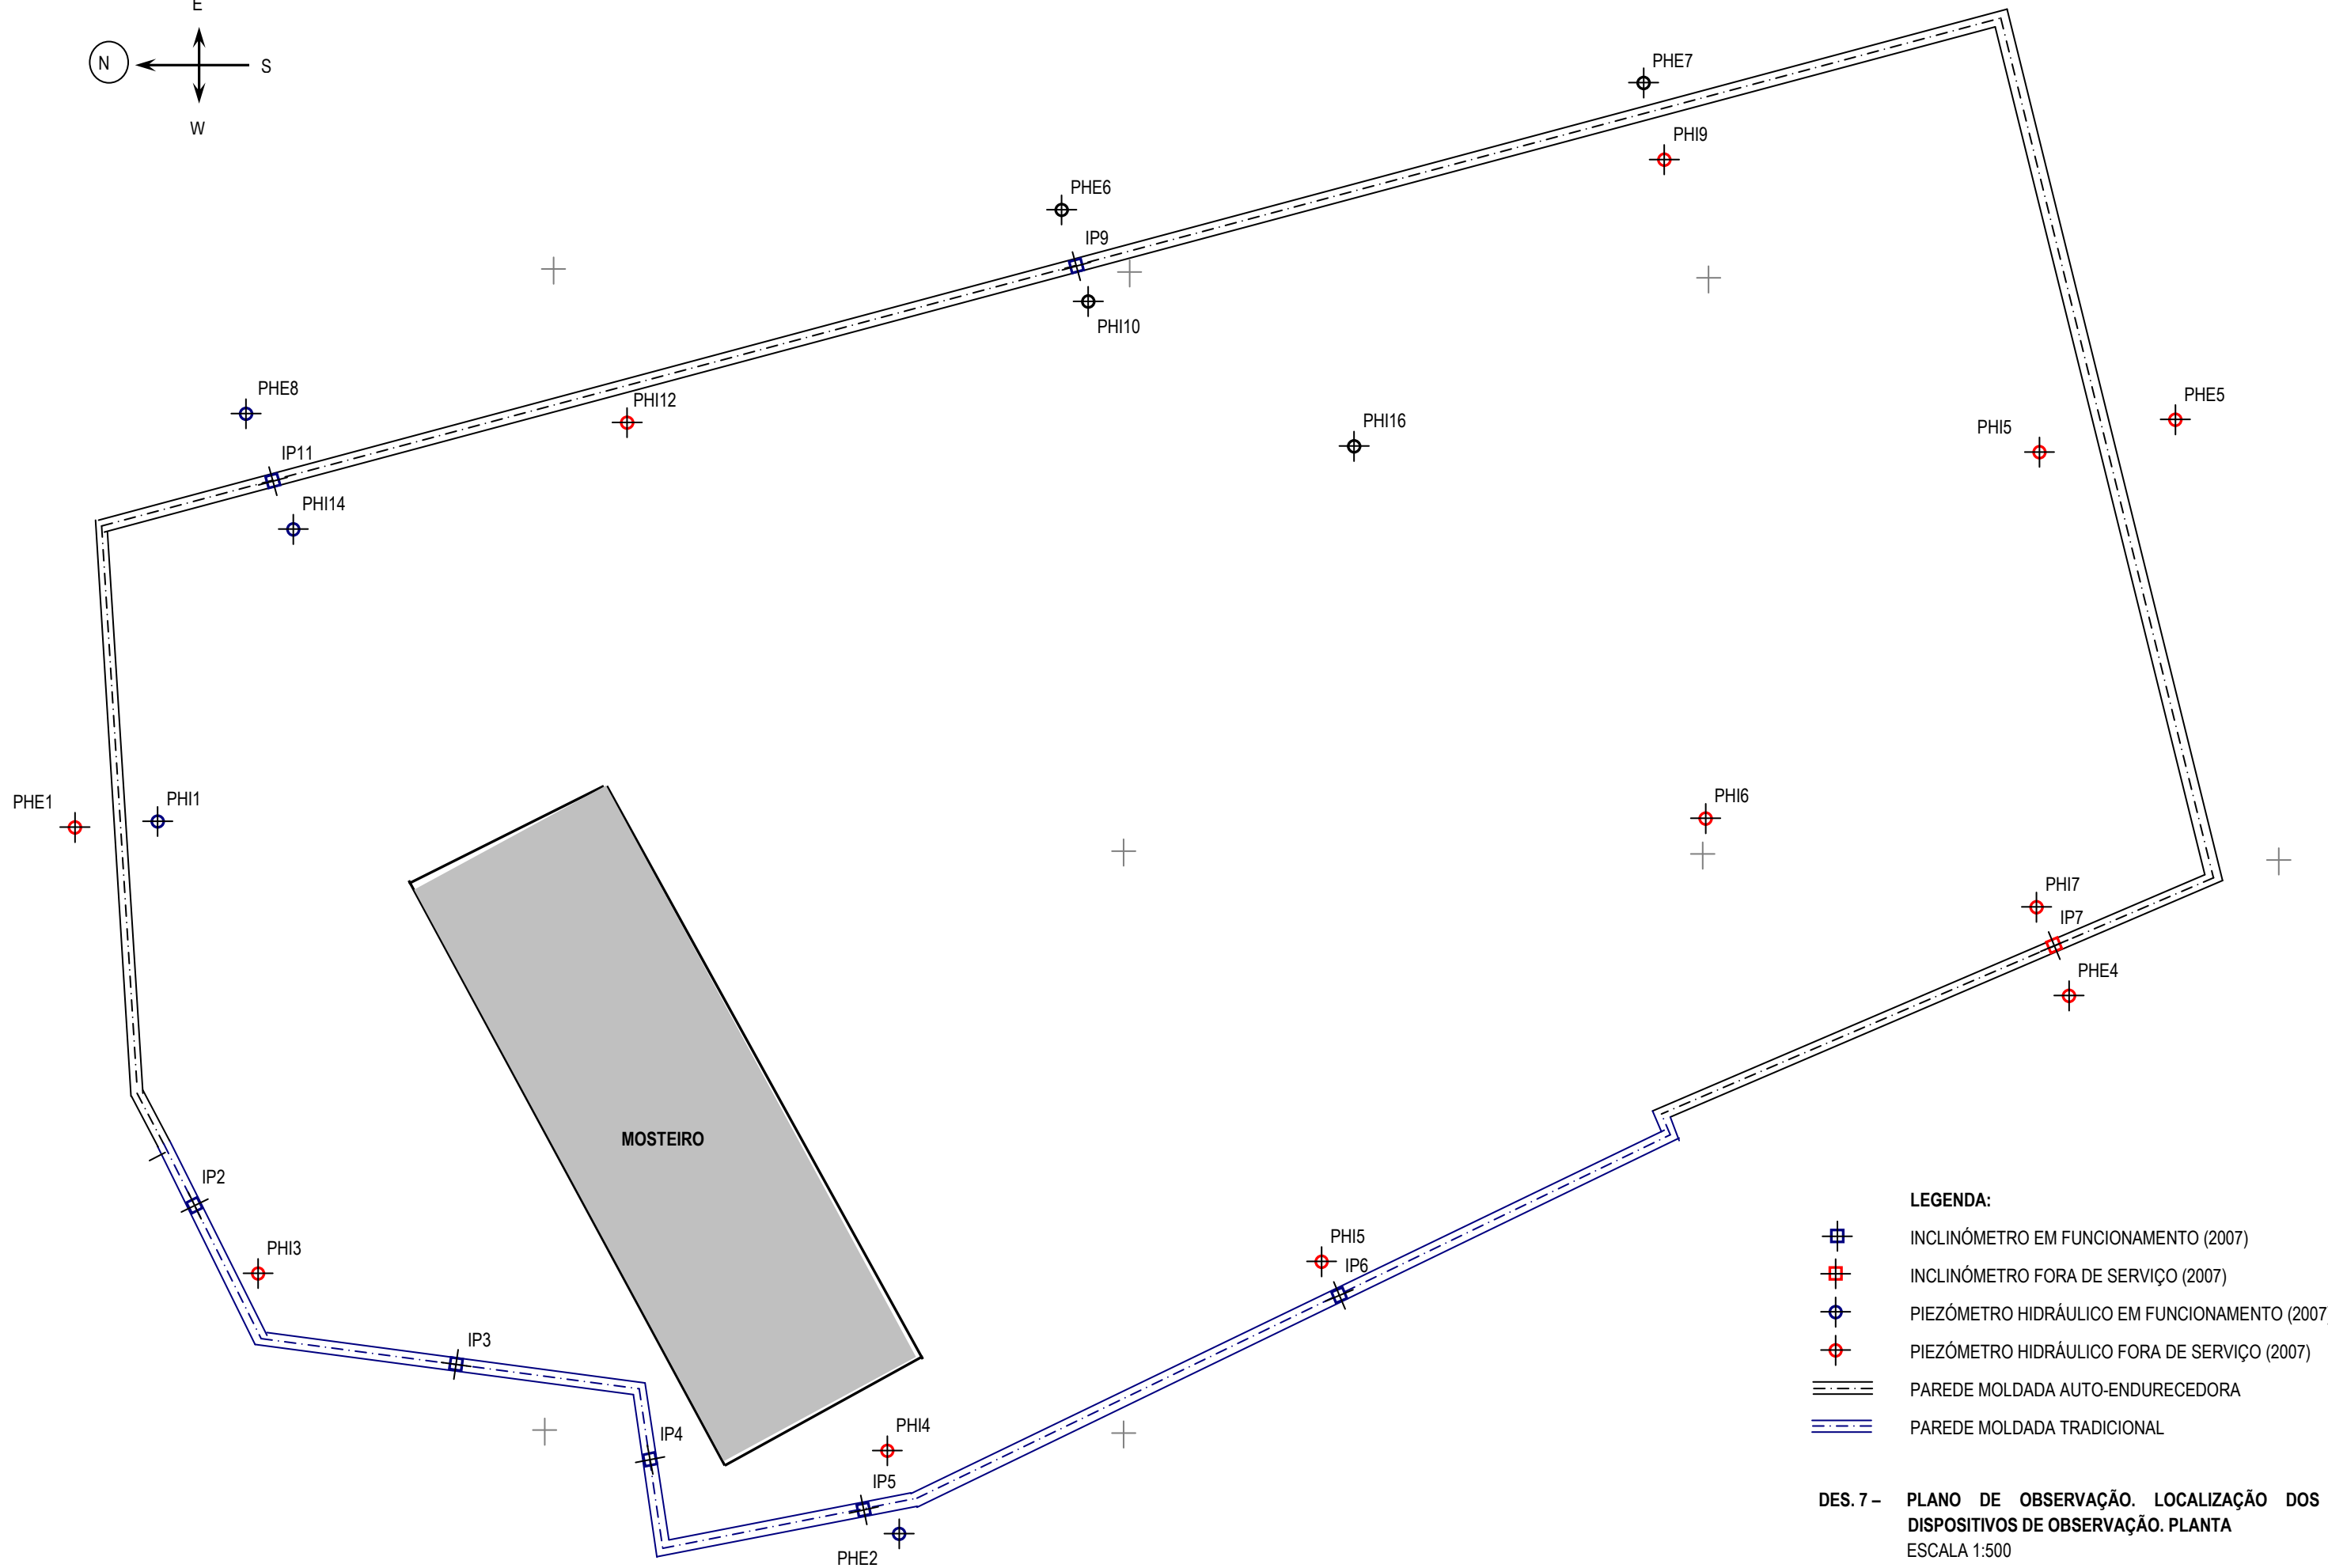 E
N
S
W
PHE7
PHI9
PHE6
IP9
PHI10
PHE8
PHI12
PHI16
PHE5
PHI5
IP11
PHI14
PHE1
PHI1
PHI6
PHI7
IP7
PHE4
MOSTEIRO
IP2
PHI3
PHI5
IP6
IP3
PHI4
IP4
IP5
PHE2
LEGENDA:
INCLINÓMETRO EM FUNCIONAMENTO (2007)
INCLINÓMETRO FORA DE SERVIÇO (2007)
PIEZÓMETRO HIDRÁULICO EM FUNCIONAMENTO (2007)
PIEZÓMETRO HIDRÁULICO FORA DE SERVIÇO (2007)
PAREDE MOLDADA AUTO-ENDURECEDORA
PAREDE MOLDADA TRADICIONAL
DES. 7 – PLANO DE OBSERVAÇÃO. LOCALIZAÇÃO DOS
DISPOSITIVOS DE OBSERVAÇÃO. PLANTA
ESCALA 1:500